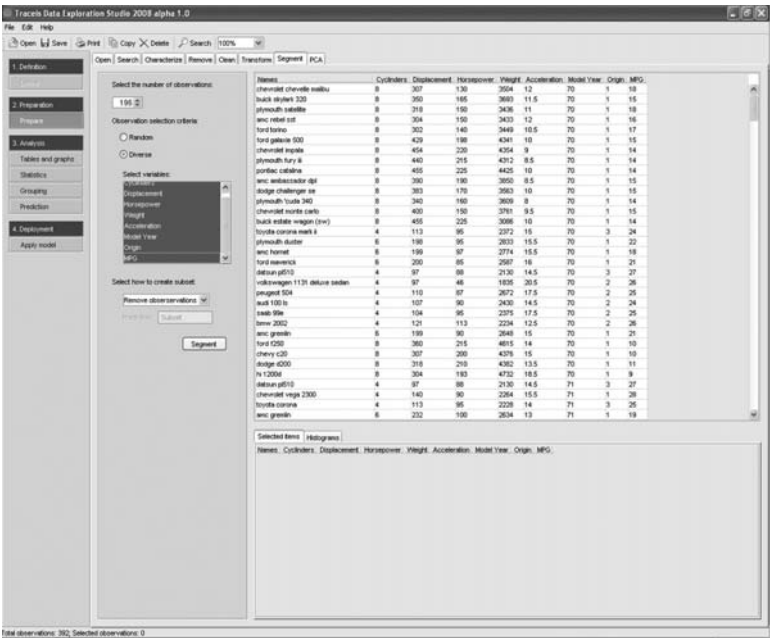 Traceis Data Exploration Studio 2008 alpha 1.0
File Edit Help
Open Save Print Copy Delete Search 100%
Open Search Characterize Remove Clean Transform Segment PCA
1. Definition
2. Preparation
Prepare
3. Analysis
Tables and graphs
Statistics
Grouping
Prediction
4. Deployment
Apply model
Select the number of observations:
196
Observation selection criteria:
Random
Diverse
Select variables:
Cyclinders
Displacement
Horsepower
Weight
Acceleration
Model Year
Origin
MPG
Select how to create subset:
Remove obserservations
Subset
Segment
Names Cyclinders Displacement Horsepower Weight Acceleration Model Year Origin MPG
chevrolet chevelle malibu 8 307 130 3504 12 70 1 18
buick skylark 320 8 350 165 3693 11.5 70 1 15
plymouth satellite 8 318 150 3436 11 70 1 18
amc rebel sst 8 304 150 3433 12 70 1 16
ford torino 8 302 140 3449 10.5 70 1 17
ford galaxie 500 8 429 198 4341 10 70 1 15
chevrolet impala 8 454 220 4354 9 70 1 14
plymouth fury iii 8 440 215 4312 8.5 70 1 14
pontiac catalina 8 455 225 4425 10 70 1 14
amc ambassador dpl 8 390 190 3850 8.5 70 1 15
dodge challenger se 8 383 170 3563 10 70 1 15
plymouth 'cuda 340 8 340 160 3609 8 70 1 14
chevrolet monte carlo 8 400 150 3761 9.5 70 1 15
buick estate wagon (sw) 8 455 225 3086 10 70 1 14
toyota corona mark ii 4 113 95 2372 15 70 3 24
plymouth duster 6 198 95 2833 15.5 70 1 22
amc hornet 6 199 97 2774 15.5 70 1 18
ford maverick 6 200 85 2587 16 70 1 21
datsun pl510 4 97 88 2130 14.5 70 3 27
volkswagen 1131 deluxe sedan 4 97 46 1835 20.5 70 2 26
peugeot 504 4 110 87 2672 17.5 70 2 25
audi 100 ls 4 107 90 2430 14.5 70 2 24
saab 99e 4 104 95 2375 17.5 70 2 25
bmw 2002 4 121 113 2234 12.5 70 2 26
amc gremlin 6 199 90 2648 15 70 1 21
ford f250 8 360 215 4615 14 70 1 10
chevy c20 8 307 200 4376 15 70 1 10
dodge d200 8 318 210 4382 13.5 70 1 11
hi 1200d 8 304 193 4732 18.5 70 1 9
datsun pl510 4 97 88 2130 14.5 71 3 27
chevrolet vega 2300 4 140 90 2264 15.5 71 1 28
toyota corona 4 113 95 2228 14 71 3 25
amc gremlin 6 232 100 2634 13 71 1 19
Selected items Histograms
Names Cyclinders Displacement Horsepower Weight Acceleration Model Year Origin MPG
Total observations: 392; Selected observations: 0